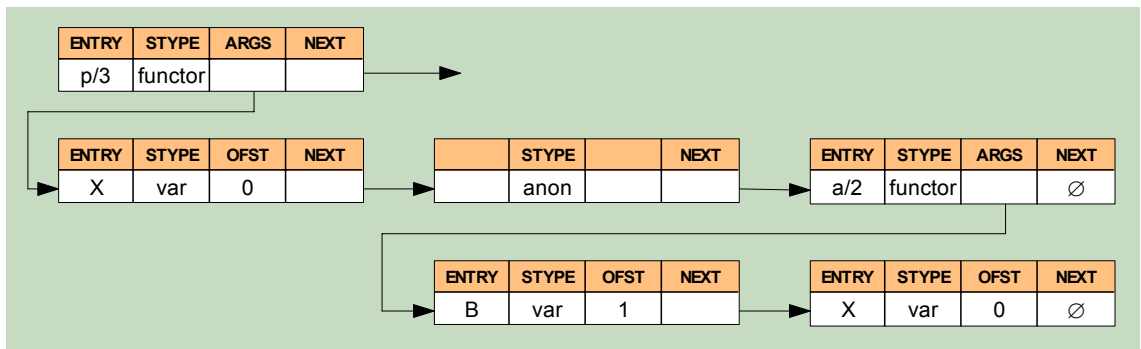 ENTRY STYPE ARGS NEXT
p/3 functor
ENTRY STYPE OFST NEXT STYPE NEXT ENTRY STYPE ARGS NEXT
X var 0 anon a/2 functor ∅
ENTRY STYPE OFST NEXT ENTRY STYPE OFST NEXT
B var 1 X var 0 ∅